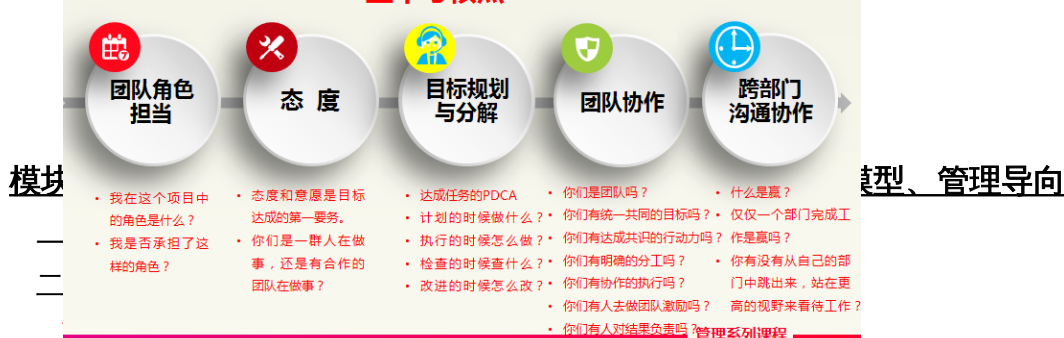 团队角色
担当
态 度
目标规划
与分解
团队协作
跨部门
沟通协作
模块
模型、管理导向
• 我在这个项目中
的角色是什么？
• 我是否承担了这
样的角色？
• 态度和意愿是目标
达成的第一要务。
• 你们是一群人在做
事，还是有合作的
团队在做事？
• 达成任务的PDCA
• 计划的时候做什么？
• 执行的时候怎么做？
• 检查的时候查什么？
• 改进的时候怎么改？
• 你们是团队吗？
• 你们有统一共同的目标吗？
• 你们有达成共识的行动力吗？
• 你们有明确的分工吗？
• 你们有协作的执行吗？
• 你们有人去做团队激励吗？
• 你们有人对结果负责吗？
• 什么是赢？
• 仅仅一个部门完成工
作是赢吗？
• 你有没有从自己的部
门中跳出来，站在更
高的视野来看待工作？
一
二
管理系列课程